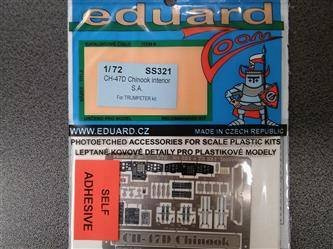 eduard
Zoom
1/72 SS321
CH-47D Chinook interior
S.A.
For TRUMPETER kit
WWW.EDUARD.CZ
MADE IN CZECH REPUBLIC
PHOTOETCHED ACCESSORIES FOR SCALE PLASTIC KITS
LEPTANÉ KOVOVÉ DETAILY PRO PLASTIKOVÉ MODELY
SELF
ADHESIVE
CH-47D Chinook